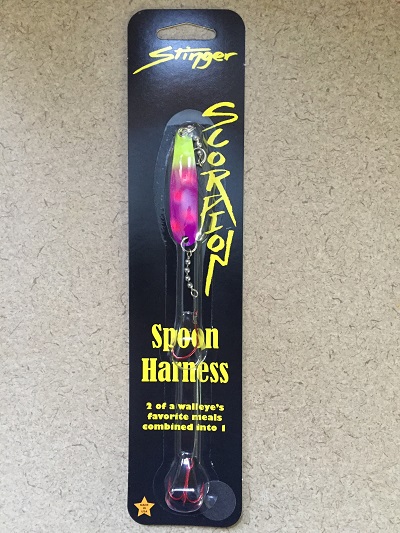 Stinger
SCORPION
Spoon
Harness
2 of a walleye's
favorite meals
combined into 1